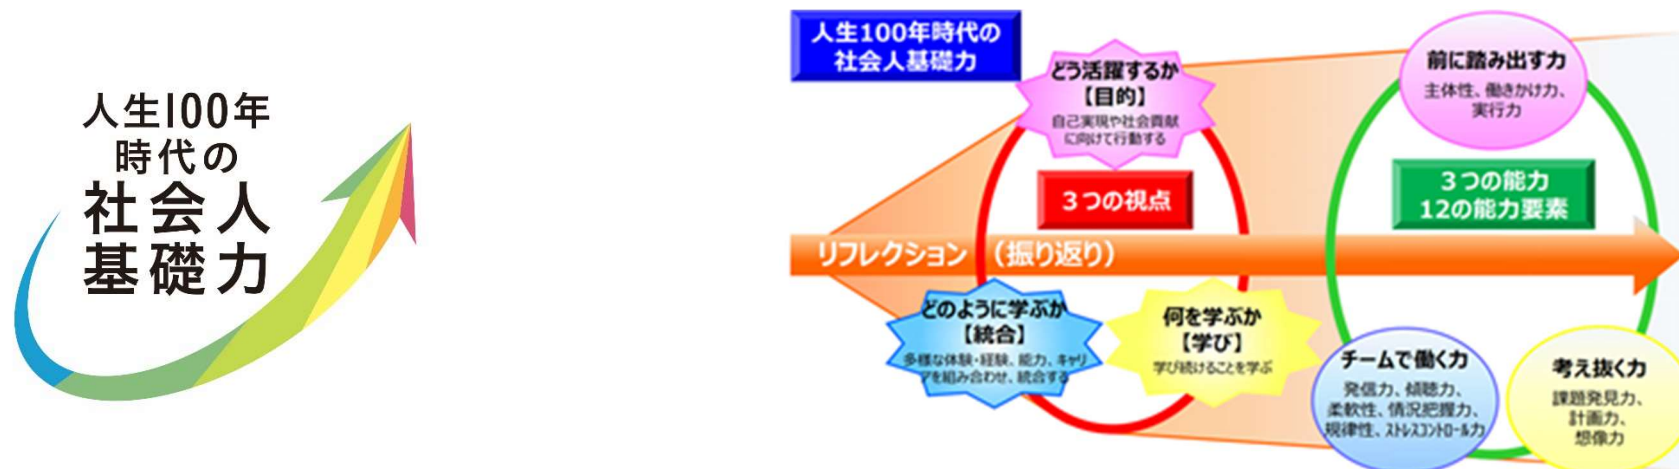 人生100年
時代の
社会人
基礎力
人生100年時代の
社会人基礎力
どう活躍するか
【目的】
自己実現や社会貢献
に向けて行動する
3つの視点
リフレクション（振り返り）
どのように学ぶか
【統合】
多様な体験・経験、能力、キャリ
アを組み合わせ、統合する
何を学ぶか
【学び】
学び続けることを学ぶ
前に踏み出す力
主体性、働きかけ力、
実行力
3つの能力
12の能力要素
チームで働く力
発信力、傾聴力、
柔軟性、情況把握力、
規律性、ストレスコントロール力
考え抜く力
課題発見力、
計画力、
想像力